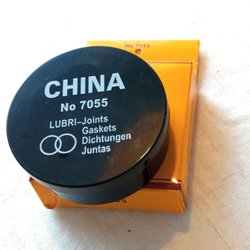 No 7055
CHINA
No 7055
LUBRI-Joints
Gaskets
Dichtungen
Juntas